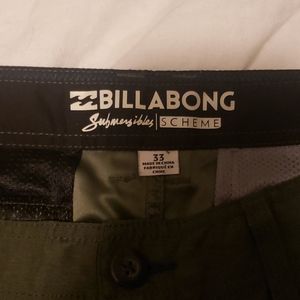 BILLABONG
Submersibles | SCHEME
33
MADE IN CHINA
FABRIQUÉ EN
CHINE